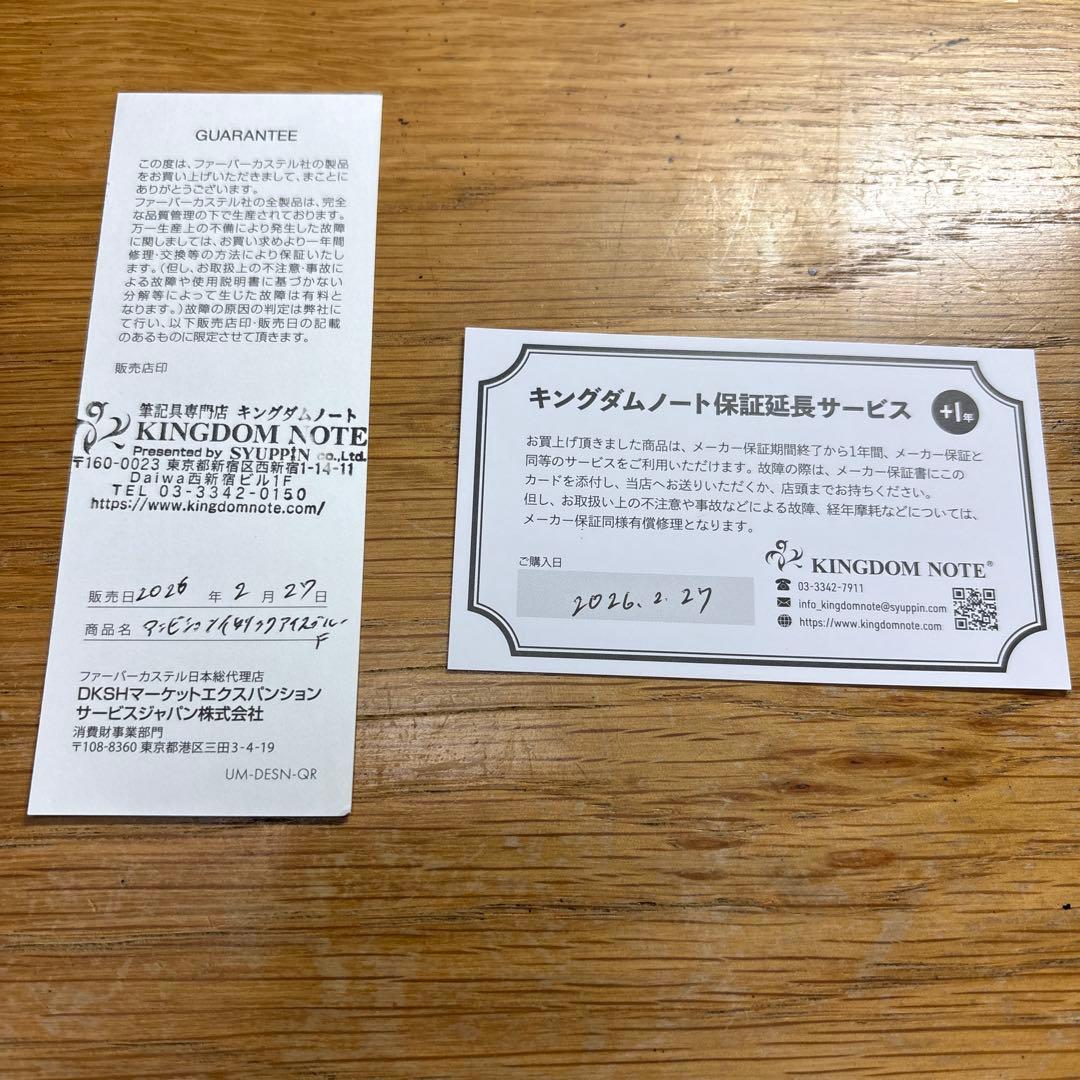 GUARANTEE
この度は、ファーバーカステル社の製品
をお買い上げいただきまして、まことに
ありがとうございます。
ファーバーカステル社の全製品は、完全
な品質管理の下で生産されております。
万一生産上の不備により発生した故障
に関しましては、お買い求めより一年間
修理・交換等の方法により保証いたし
ます。(但し、お取扱上の不注意・事故に
よる故障や使用説明書に基づかない
分解等によって生じた故障は有料と
なります。)故障の原因の判定は弊社に
て行い、以下販売店印・販売日の記載
のあるものに限定させて頂きます。
販売店印
筆記具専門店 キングダムノート
KINGDOM NOTE
Presented by SYUPPIN co.,Ltd.
〒160-0023 東京都新宿区西新宿1-14-11
Daiwa西新宿ビル1F
TEL 03-3342-0150
https://www.kingdomnote.com/
販売日 2026 年 2 月 27 日
商品名
F
ファーバーカステル日本総代理店
DKSHマーケットエクスパンション
サービスジャパン株式会社
消費財事業部門
〒108-8360 東京都港区三田3-4-19
UM-DESN-QR
キングダムノート保証延長サービス +1年
お買上げ頂きました商品は、メーカー保証期間終了から1年間、メーカー保証と
同等のサービスをご利用いただけます。故障の際は、メーカー保証書にこの
カードを添付し、当店へお送りいただくか、店頭までお持ちください。
但し、お取扱い上の不注意や事故などによる故障、経年摩耗などについては、
メーカー保証同様有償修理となります。
ご購入日
2026.2.27
KINGDOM NOTE®
03-3342-7911
info_kingdomnote@syuppin.com
https://www.kingdomnote.com